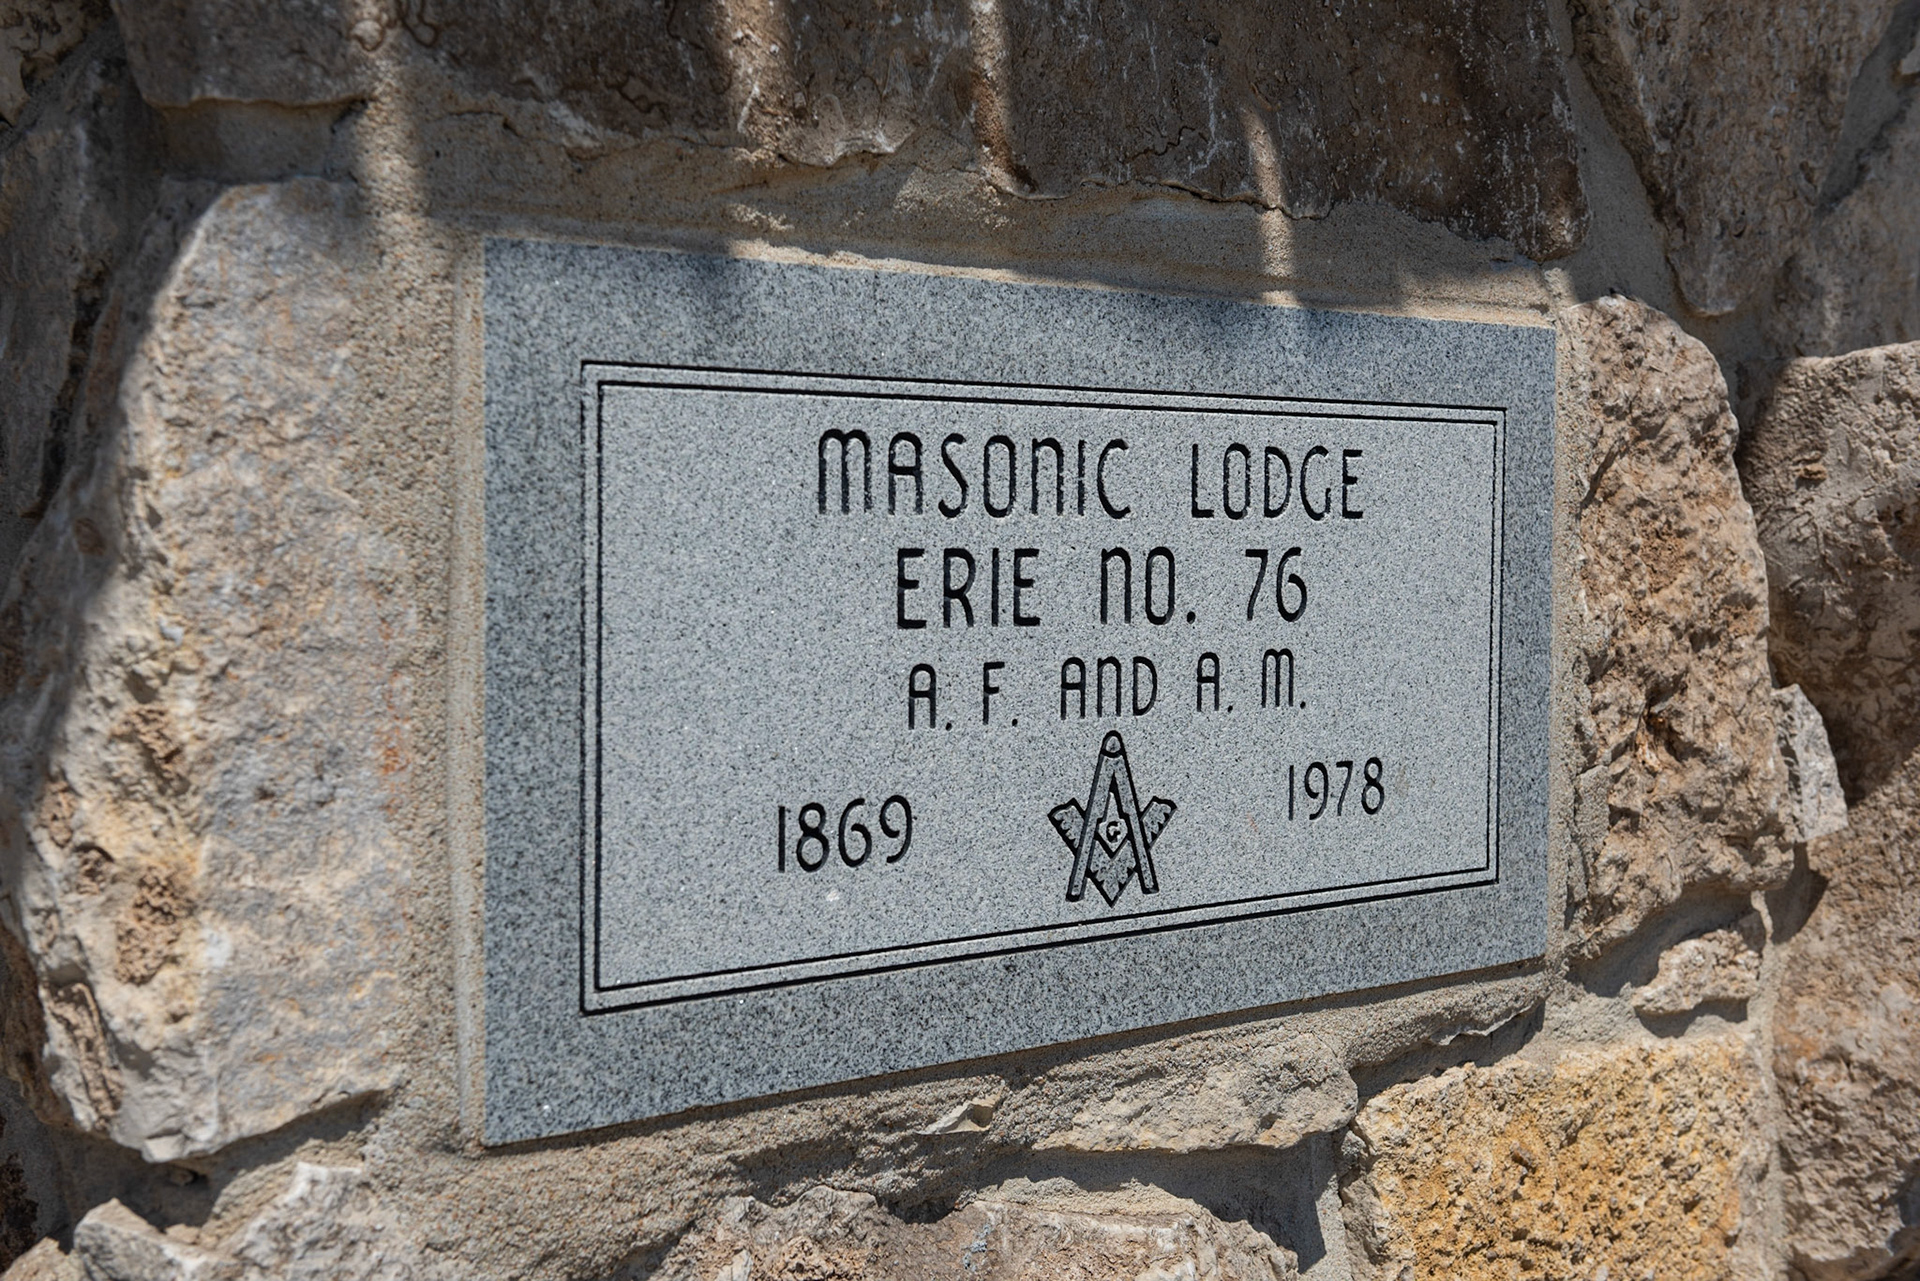 MASONIC LODGE
ERIE NO. 76
A. F. AND A. M.
1869 G 1978